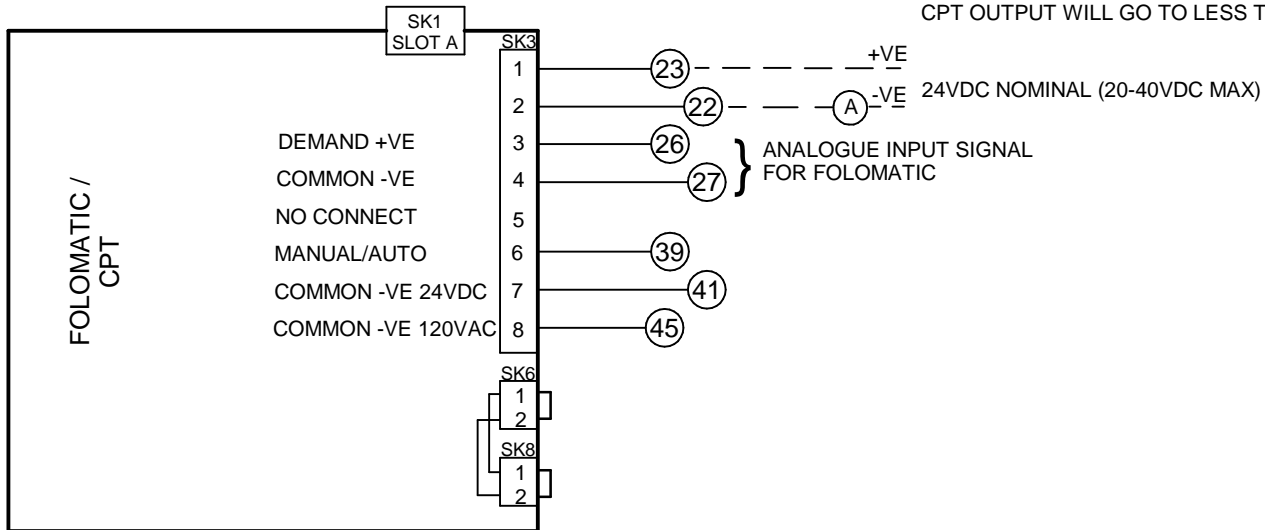 CPT OUTPUT WILL GO TO LESS
SK1
SLOT A
SK3
1
23
+VE
2
22
A
-VE
24VDC NOMINAL (20-40VDC MAX)
DEMAND +VE
3
26
ANALOGUE INPUT SIGNAL
FOR FOLOMATIC
COMMON -VE
4
27
NO CONNECT
5
MANUAL/AUTO
6
39
COMMON -VE 24VDC
7
41
COMMON -VE 120VAC
8
45
FOLOMATIC /
CPT
SK6
1
2
SK8
1
2